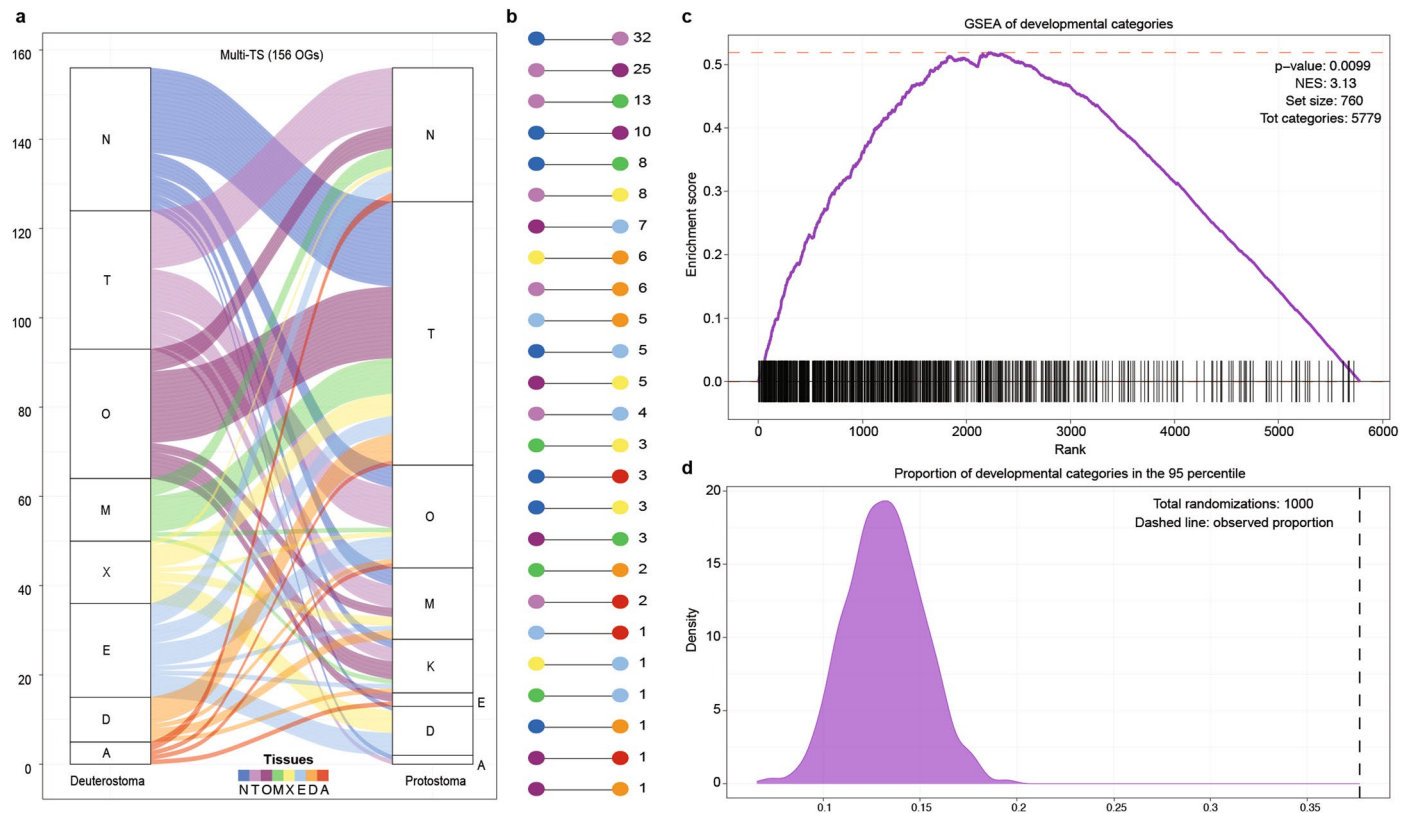 a
Multi-TS (156 OGs)
160
140
120
100
80
60
40
20
0
N
T
O
M
X
E
D
A
N
T
O
M
K
E
D
A
Deuterostoma
Tissues
N T O M X E D A
Protostoma
b
32
25
13
10
8
8
7
6
6
5
5
5
4
3
3
3
3
2
2
1
1
1
1
1
1
c
GSEA of developmental categories
p-value: 0.0099
NES: 3.13
Set size: 760
Tot categories: 5779
Enrichment score
0.5
0.4
0.3
0.2
0.1
0.0
0 1000 2000 3000 4000 5000 6000
Rank
d
Proportion of developmental categories in the 95 percentile
Total randomizations: 1000
Dashed line: observed proportion
Density
20
15
10
5
0
0.1 0.15 0.2 0.25 0.3 0.35